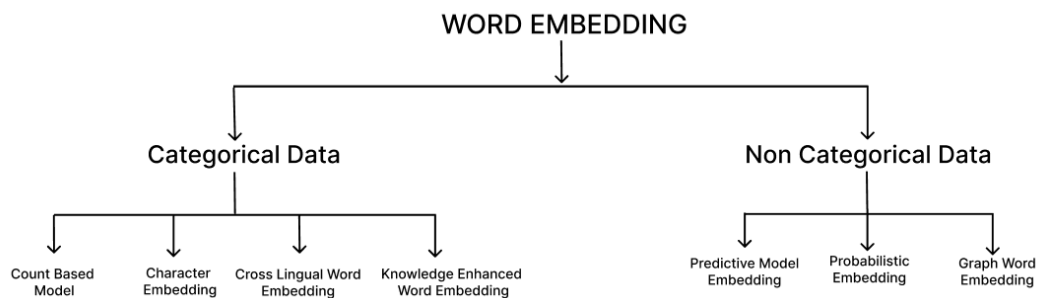 WORD EMBEDDING
Categorical Data
Non Categorical Data
Count Based
Model
Character
Embedding
Cross Lingual Word
Embedding
Knowledge Enhanced
Word Embedding
Predictive Model
Embedding
Probabilistic
Embedding
Graph Word
Embedding